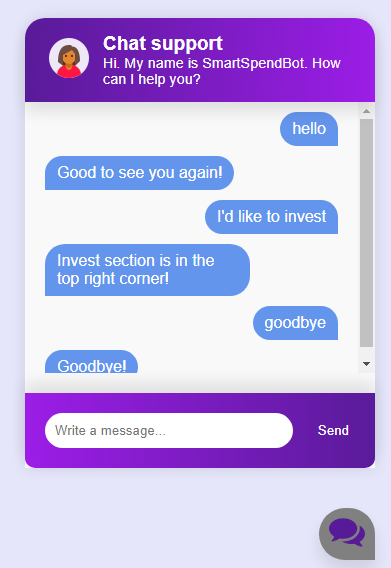 Chat support
Hi. My name is SmartSpendBot. How
can I help you?
hello
Good to see you again!
I'd like to invest
Invest section is in the
top right corner!
goodbye
Goodbye!
Write a message...
Send